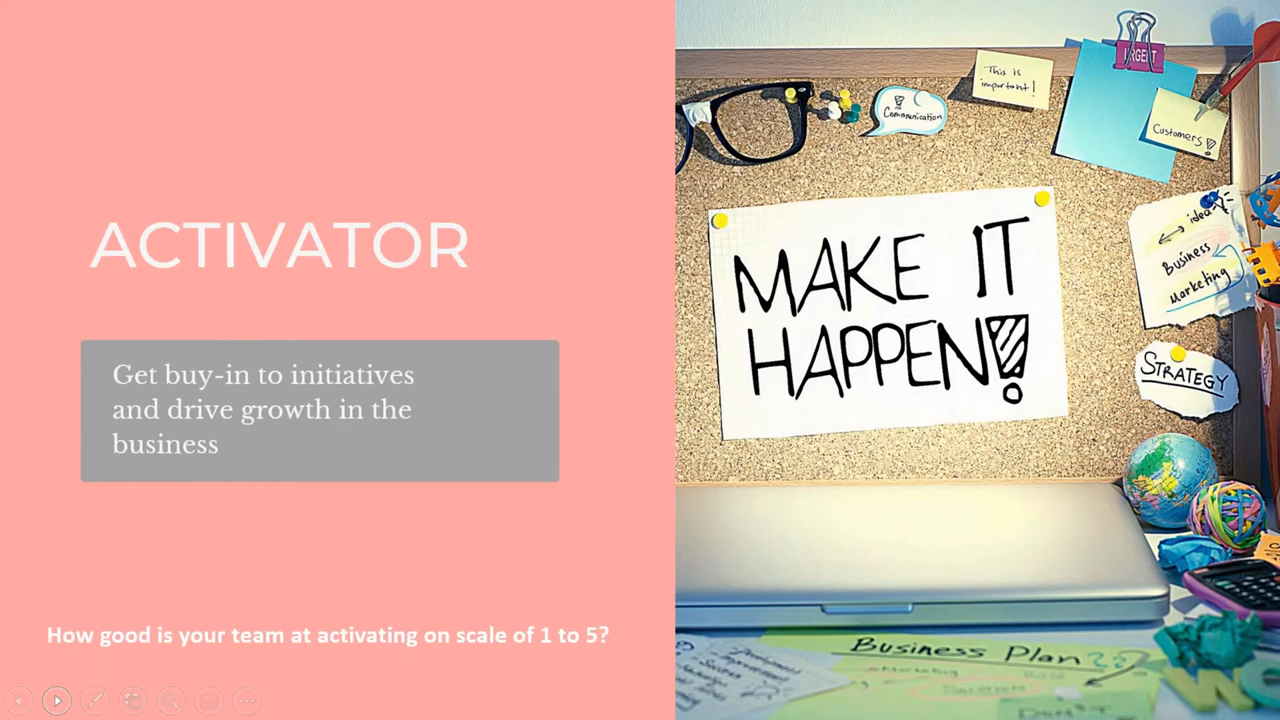 ACTIVATOR
Get buy-in to initiatives
and drive growth in the
business
How good is your team at activating on scale of 1 to 5?
This is
important!
URGENT
! Communication
Customers!
idea
Business
Marketing
MAKE IT
HAPPEN!
STRATEGY
Business Plan ??
Marketing